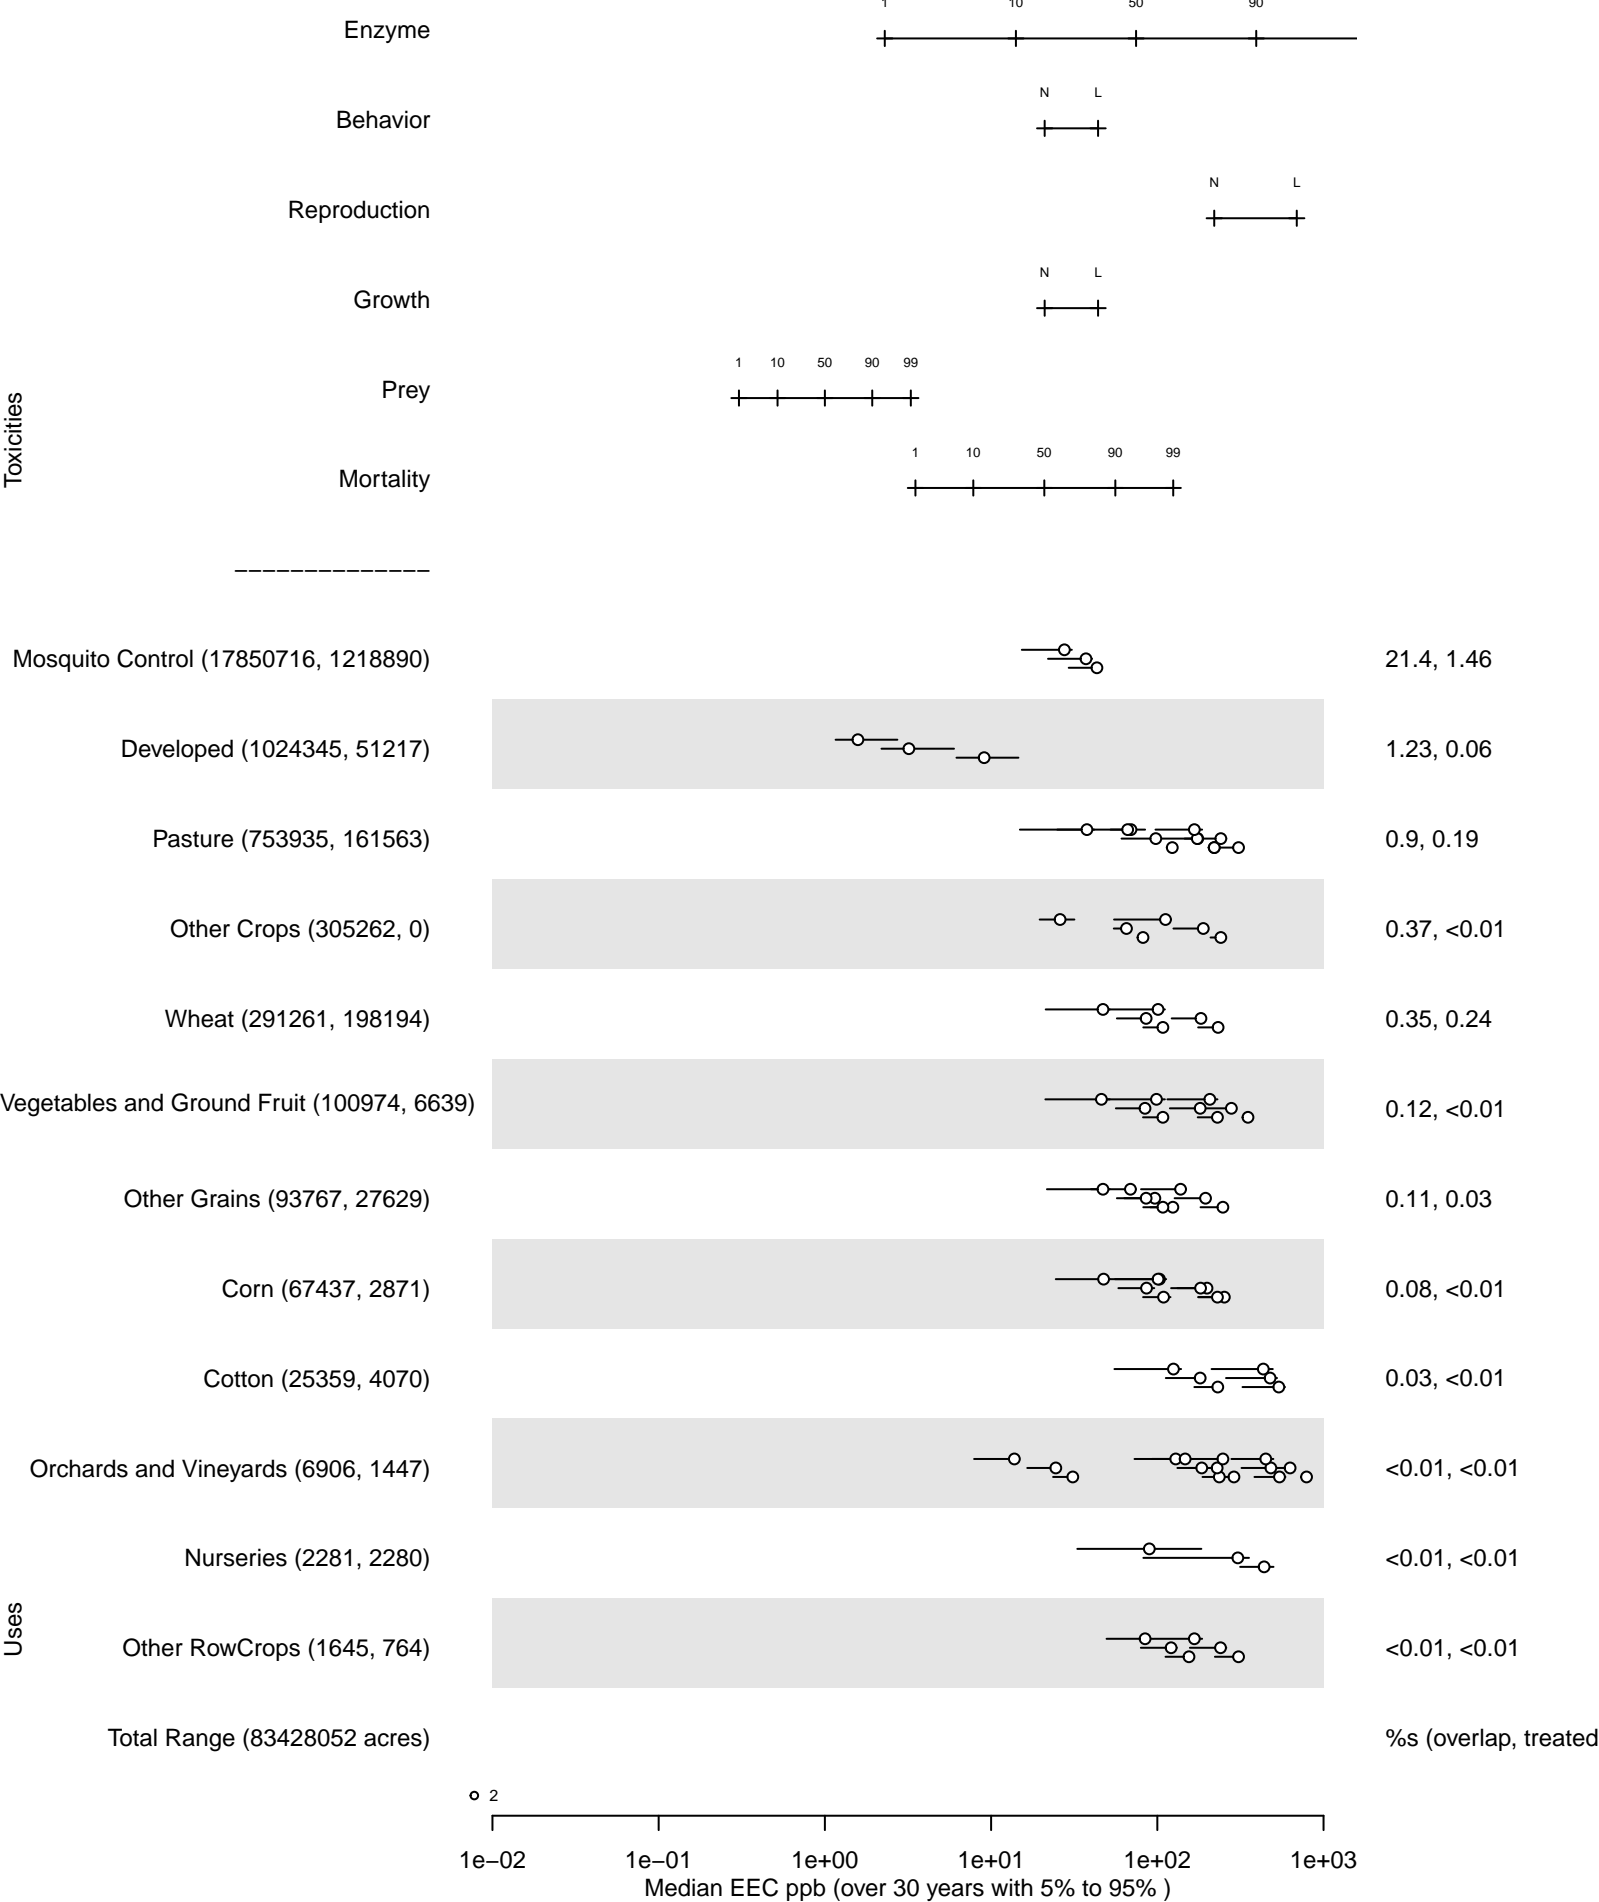 1 10 50 90
Enzyme
N L
Behavior
N L
Reproduction
N L
Growth
1 10 50 90 99
Prey
1 10 50 90 99
Mortality
Toxicities
−−−−−−−−−−−−−−
Mosquito Control (17850716, 1218890) 21.4, 1.46
Developed (1024345, 51217) 1.23, 0.06
Pasture (753935, 161563) 0.9, 0.19
Other Crops (305262, 0) 0.37, <0.01
Wheat (291261, 198194) 0.35, 0.24
Vegetables and Ground Fruit (100974, 6639) 0.12, <0.01
Other Grains (93767, 27629) 0.11, 0.03
Corn (67437, 2871) 0.08, <0.01
Cotton (25359, 4070) 0.03, <0.01
Orchards and Vineyards (6906, 1447) <0.01, <0.01
Nurseries (2281, 2280) <0.01, <0.01
Other RowCrops (1645, 764) <0.01, <0.01
Uses
Total Range (83428052 acres) %s (overlap, treated
2
1e−02 1e−01 1e+00 1e+01 1e+02 1e+03
Median EEC ppb (over 30 years with 5% to 95% )